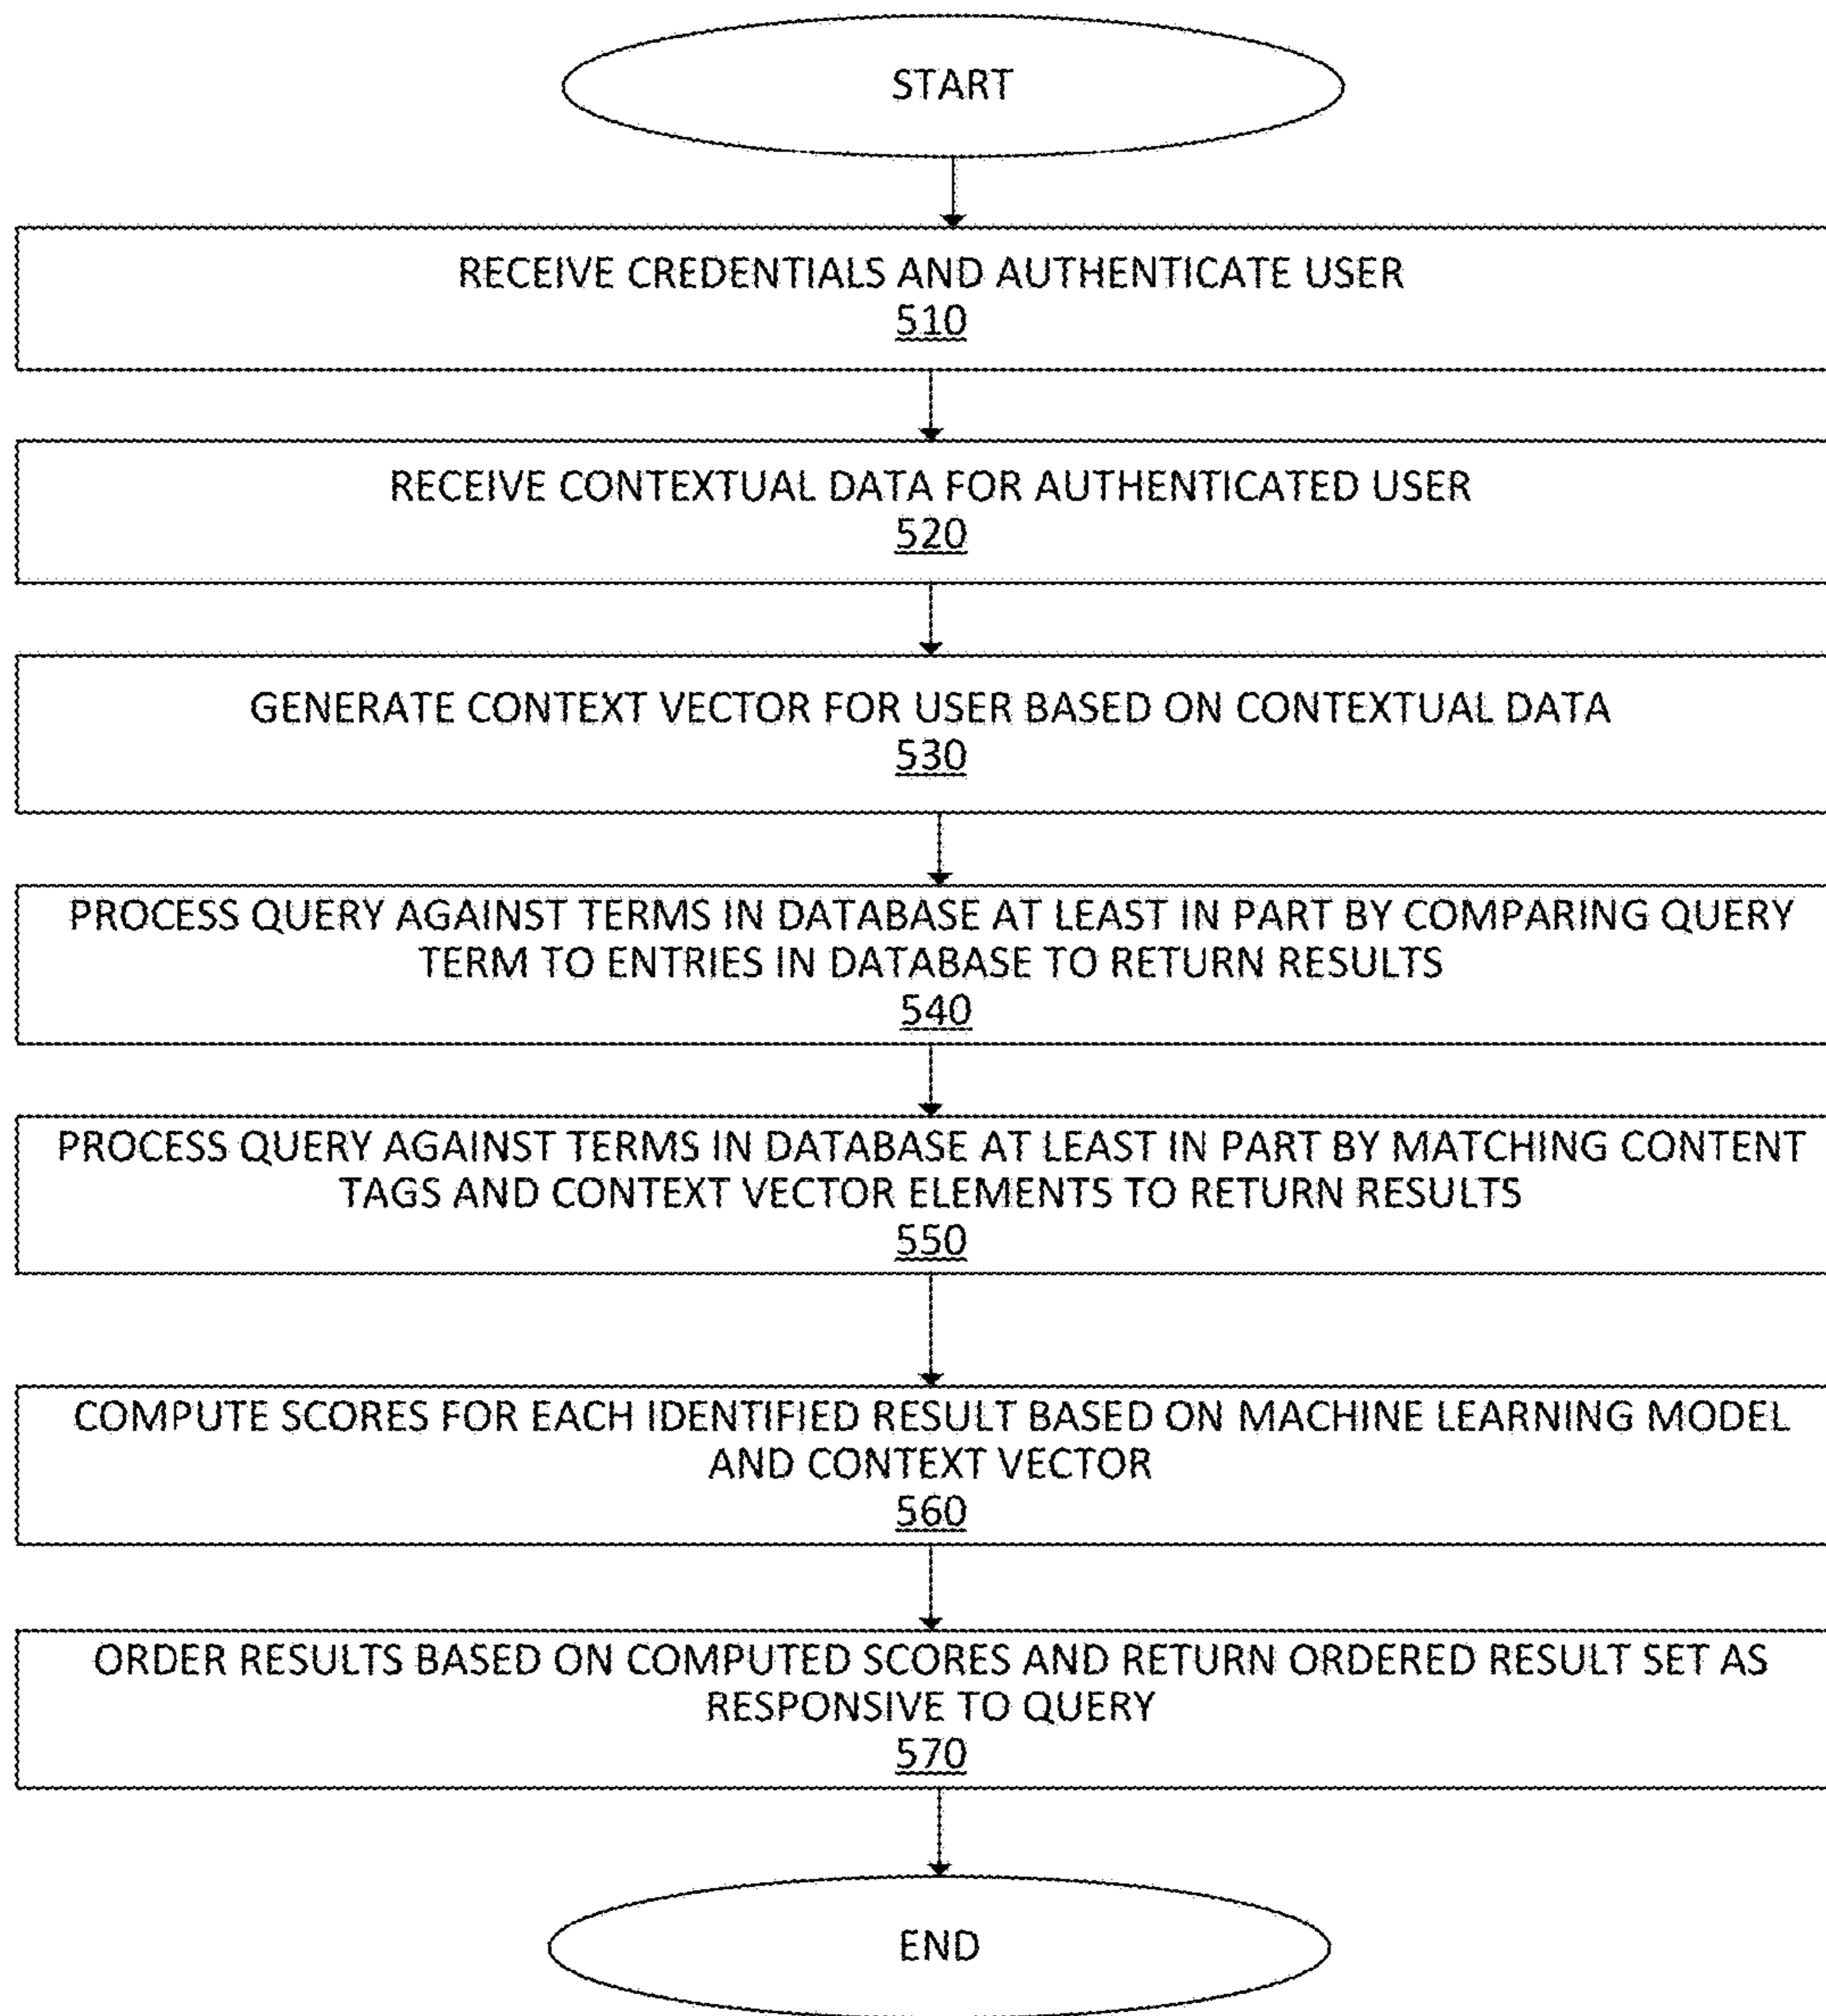 START
RECEIVE CREDENTIALS AND AUTHENTICATE USER
510
RECEIVE CONTEXTUAL DATA FOR AUTHENTICATED USER
520
GENERATE CONTEXT VECTOR FOR USER BASED ON CONTEXTUAL DATA
530
PROCESS QUERY AGAINST TERMS IN DATABASE AT LEAST IN PART BY COMPARING QUERY
TERM TO ENTRIES IN DATABASE TO RETURN RESULTS
540
PROCESS QUERY AGAINST TERMS IN DATABASE AT LEAST IN PART BY MATCHING CONTENT
TAGS AND CONTEXT VECTOR ELEMENTS TO RETURN RESULTS
550
COMPUTE SCORES FOR EACH IDENTIFIED RESULT BASED ON MACHINE LEARNING MODEL
AND CONTEXT VECTOR
560
ORDER RESULTS BASED ON COMPUTED SCORES AND RETURN ORDERED RESULT SET AS
RESPONSIVE TO QUERY
570
END